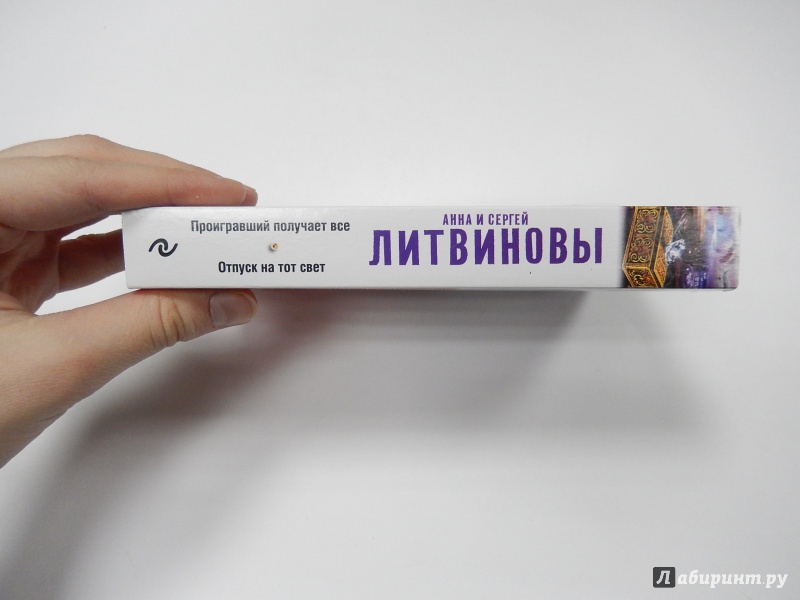 Проигравший получает все
Отпуск на тот свет
АННА И СЕРГЕЙ
ЛИТВИНОВЫ
Лабиринт.ру